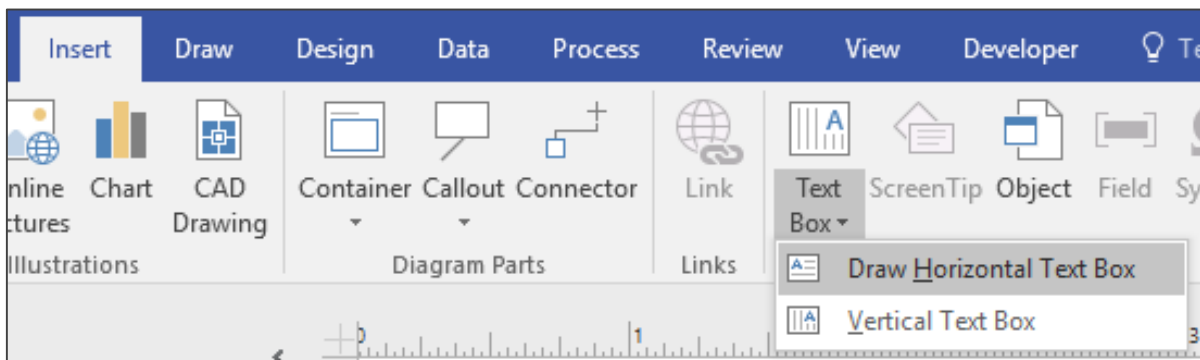 Insert Draw Design Data Process Review View Developer
Chart CAD Drawing Container Callout Connector Link Text Box ScreenTip Object Field
Diagram Parts Links
Draw Horizontal Text Box
Vertical Text Box
0 1 3